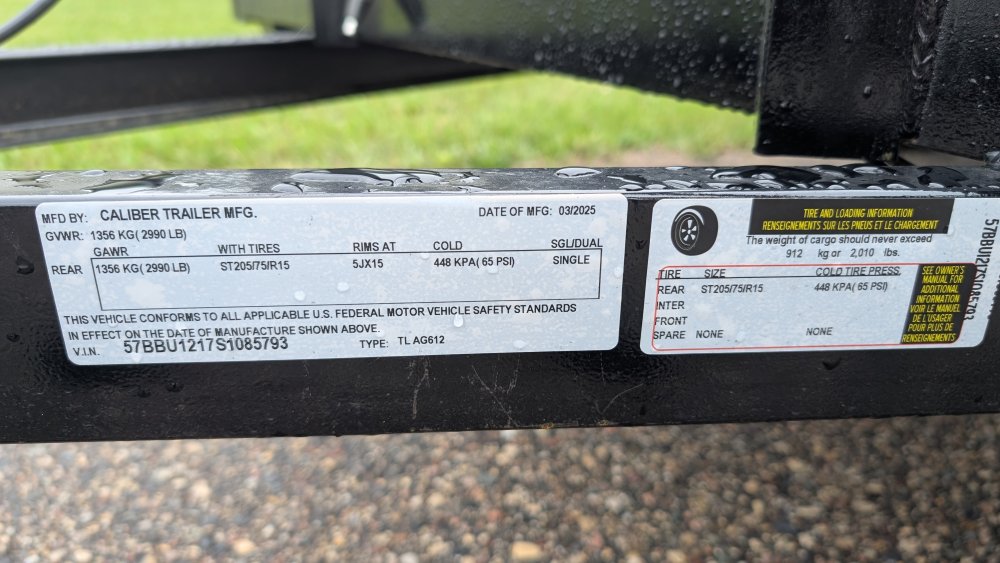 MFD BY: CALIBER TRAILER MFG. DATE OF MFG: 03/2025
GVWR: 1356 KG( 2990 LB)
GAWR WITH TIRES RIMS AT COLD SGL/DUAL
REAR 1356 KG( 2990 LB) ST205/75/R15 5JX15 448 KPA( 65 PSI) SINGLE
THIS VEHICLE CONFORMS TO ALL APPLICABLE U.S. FEDERAL MOTOR VEHICLE SAFETY STANDARDS
IN EFFECT ON THE DATE OF MANUFACTURE SHOWN ABOVE.
V.I.N. 57BBU1217S1085793 TYPE: TL AG612
TIRE AND LOADING INFORMATION
RENSEIGNEMENTS SUR LES PNEUS ET LE CHARGEMENT
The weight of cargo should never exceed
912 kg or 2,010 lbs.
TIRE SIZE COLD TIRE PRESS.
REAR ST205/75/R15 448 KPA( 65 PSI)
INTER
FRONT
SPARE NONE NONE
SEE OWNER'S
MANUAL FOR
ADDITIONAL
INFORMATION
VOIR LE MANUEL
DE L'USAGER
POUR PLUS DE
RENSEIGNEMENTS
57BBU1217S1085793